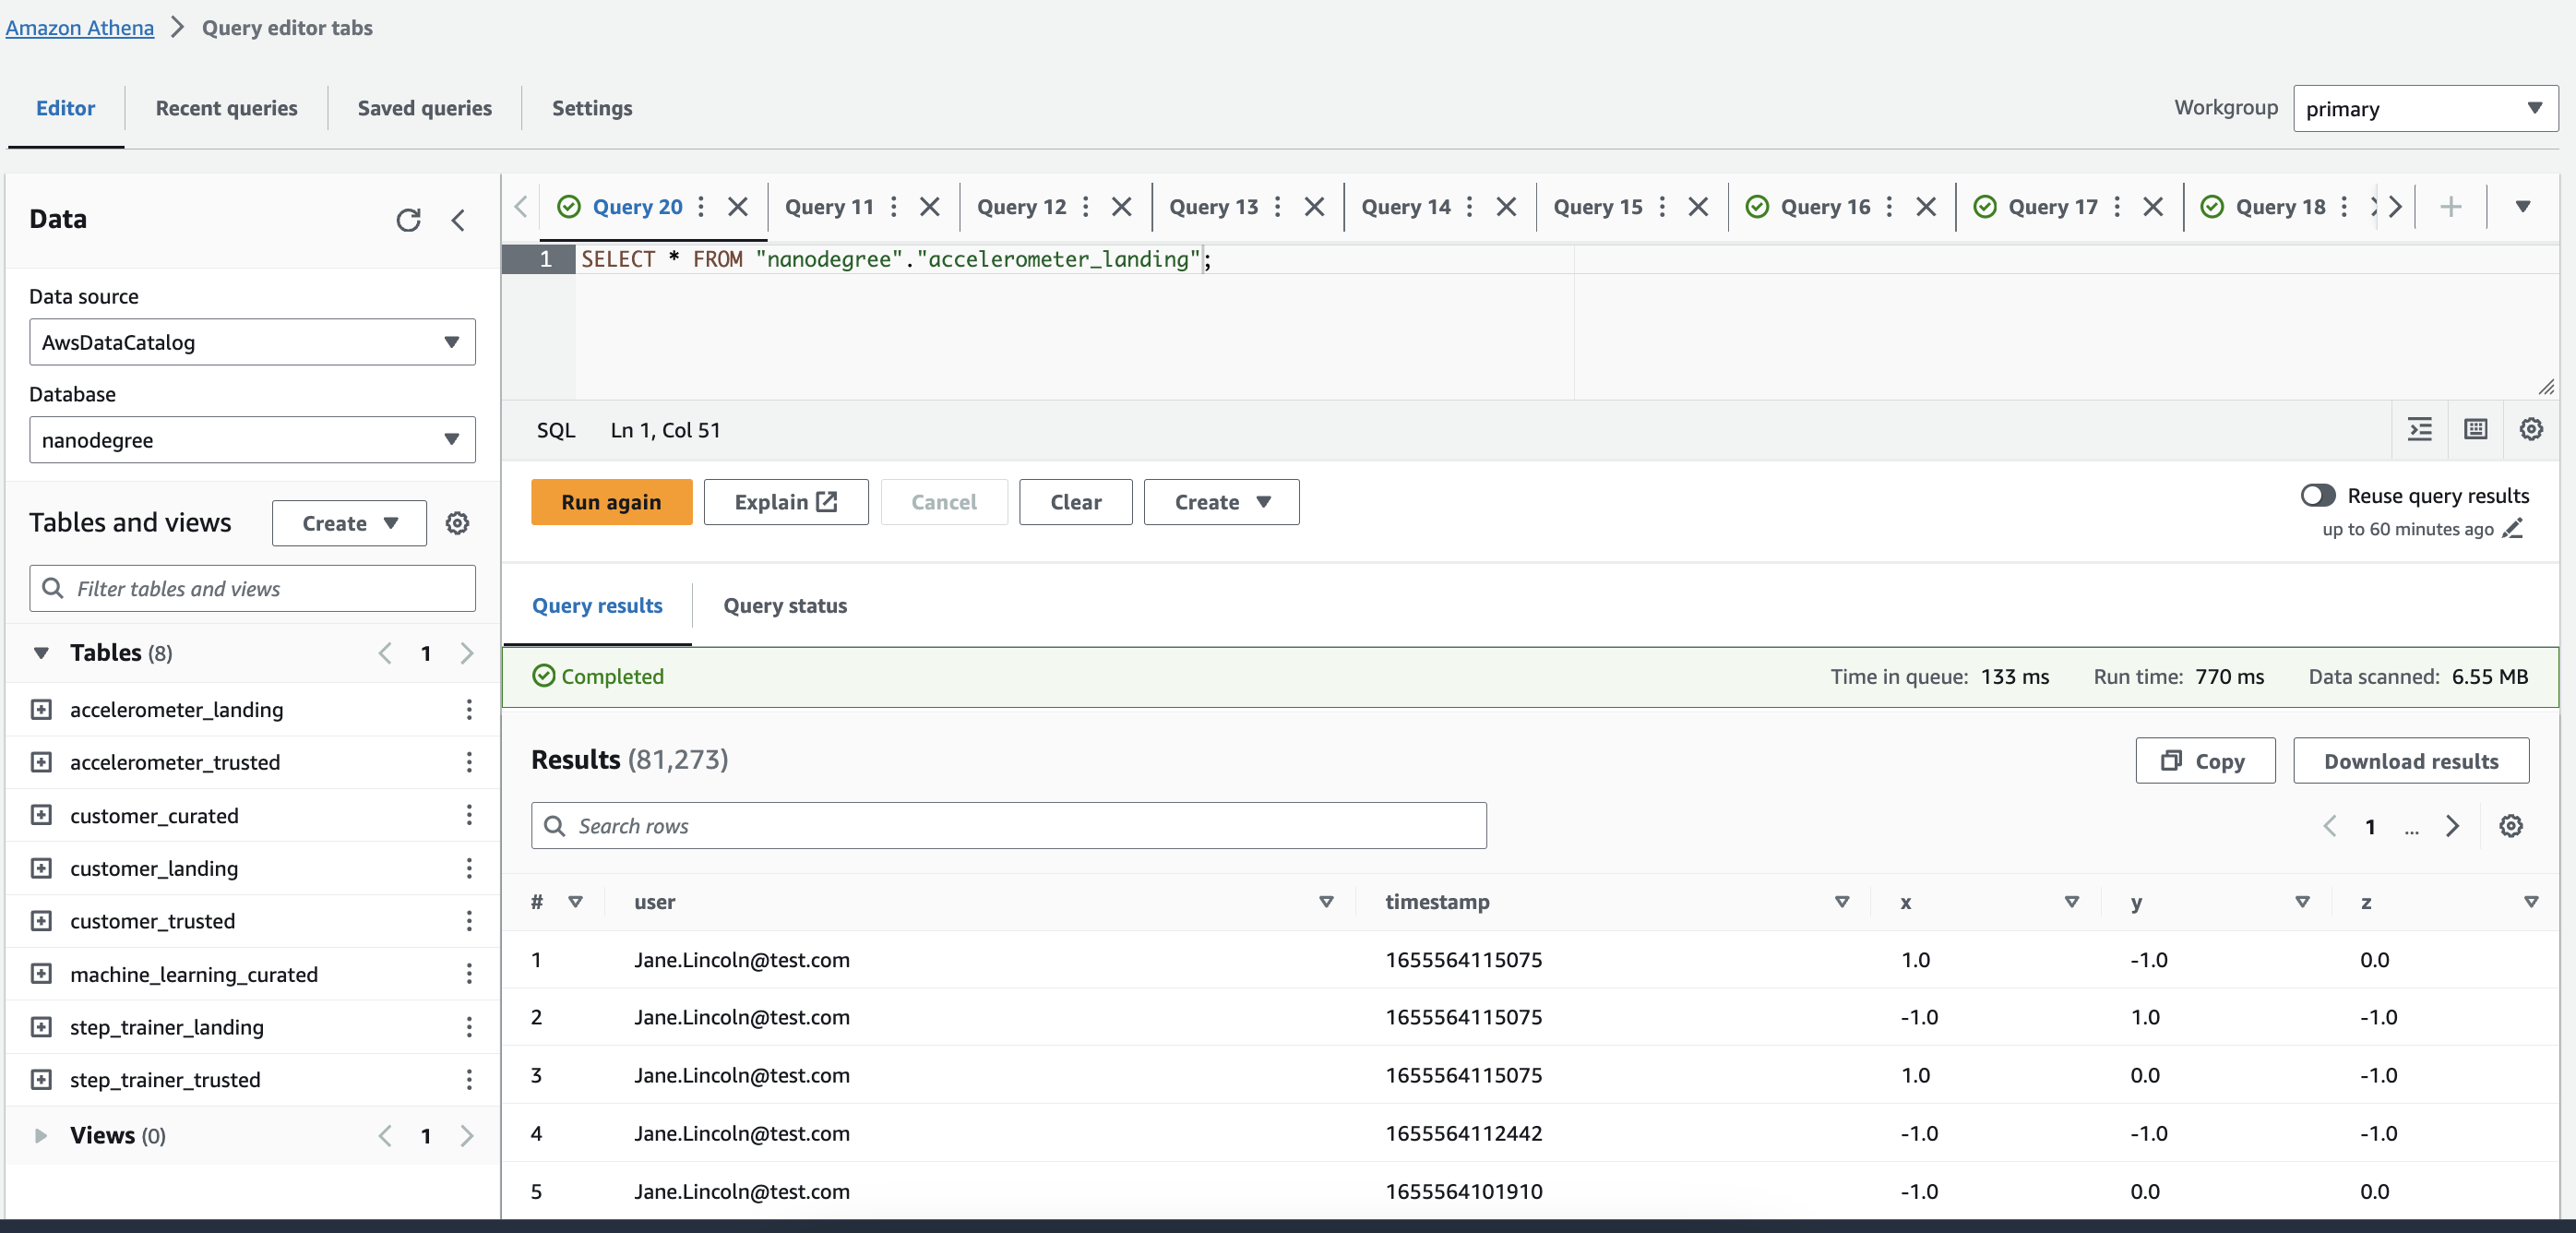 Amazon Athena > Query editor tabs
Editor Recent queries Saved queries Settings Workgroup primary
Data
Data source
AwsDataCatalog
Database
nanodegree
Tables and views Create
Filter tables and views
Tables (8) 1
accelerometer_landing
accelerometer_trusted
customer_curated
customer_landing
customer_trusted
machine_learning_curated
step_trainer_landing
step_trainer_trusted
Views (0) 1
Query 20 Query 11 Query 12 Query 13 Query 14 Query 15 Query 16 Query 17 Query 18
1 SELECT * FROM "nanodegree"."accelerometer_landing";
SQL Ln 1, Col 51
Run again Explain Cancel Clear Create Reuse query results
up to 60 minutes ago
Query results Query status
Completed Time in queue: 133 ms Run time: 770 ms Data scanned: 6.55 MB
Results (81,273) Copy Download results
Search rows 1 ...
# user timestamp x y z
1 Jane.Lincoln@test.com 1655564115075 1.0 -1.0 0.0
2 Jane.Lincoln@test.com 1655564115075 -1.0 1.0 -1.0
3 Jane.Lincoln@test.com 1655564115075 1.0 0.0 -1.0
4 Jane.Lincoln@test.com 1655564112442 -1.0 -1.0 -1.0
5 Jane.Lincoln@test.com 1655564101910 -1.0 0.0 0.0